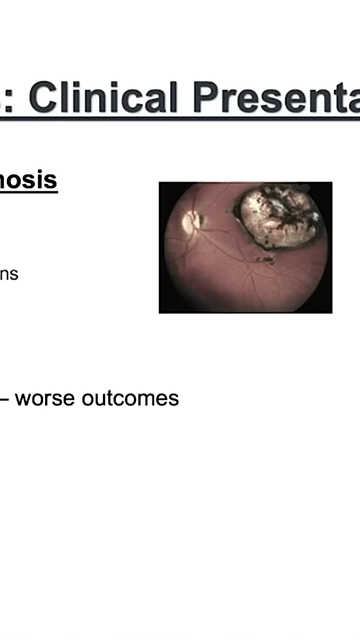 : Clinical Presenta
nosis
ns
– worse outcomes